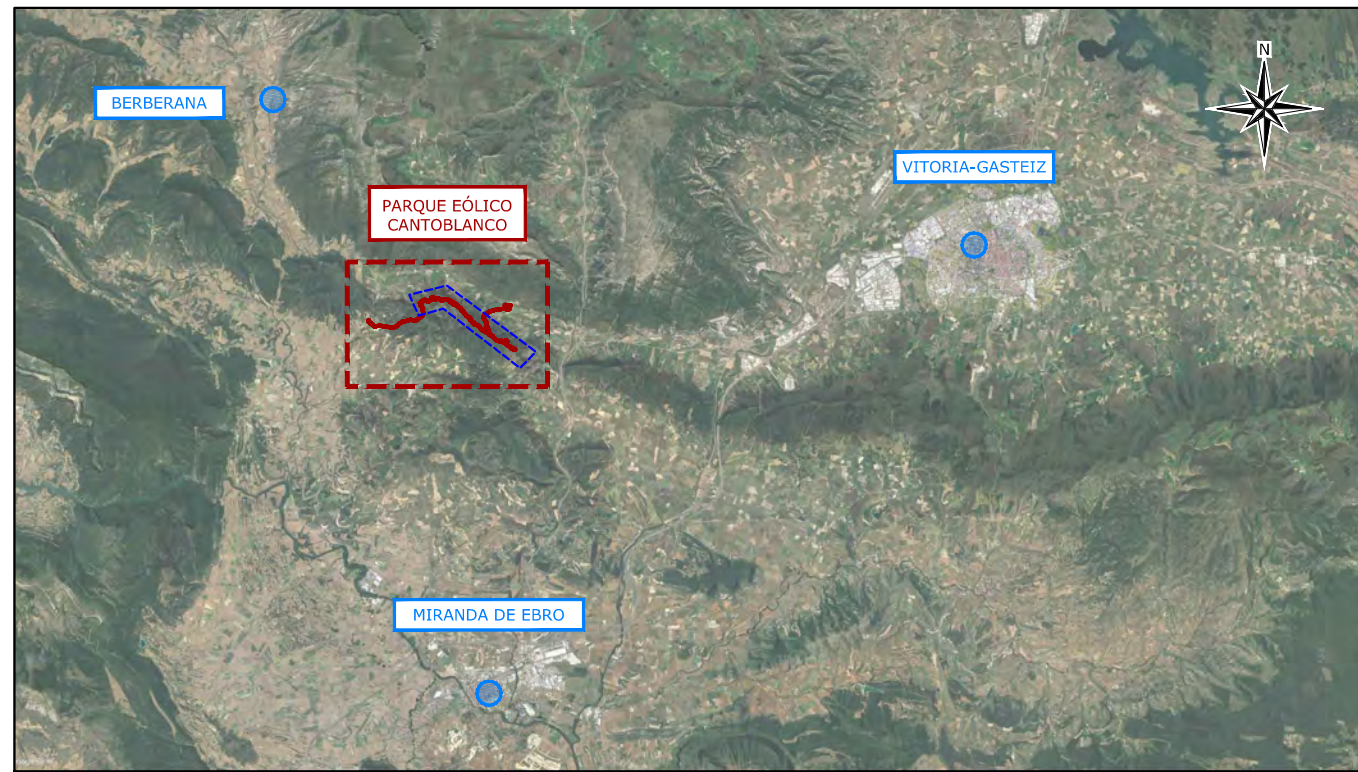 N
BERBERANA
VITORIA-GASTEIZ
PARQUE EÓLICO
CANTOBLANCO
MIRANDA DE EBRO